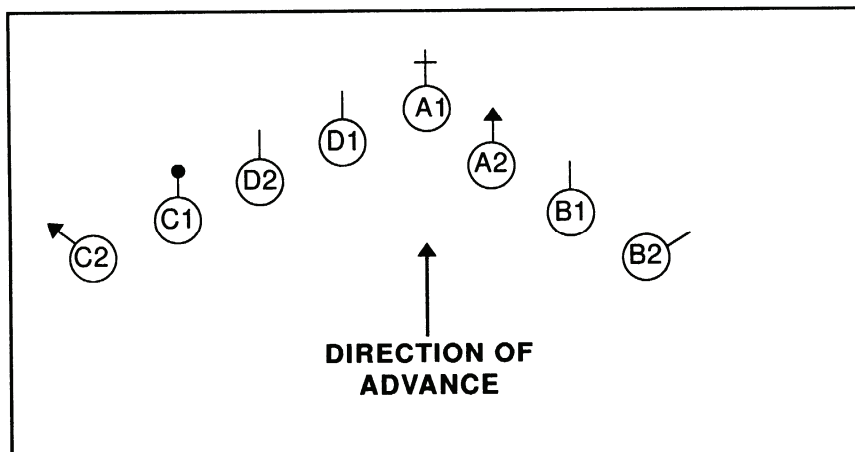 A1
D1
A2
D2
B1
C1
C2
B2
DIRECTION OF
ADVANCE